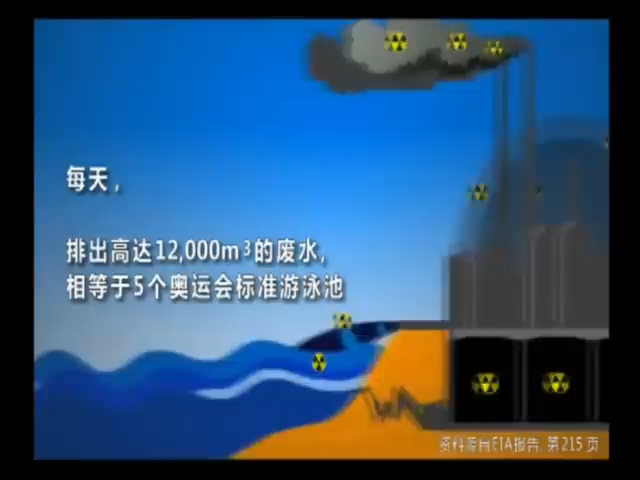 每天，
排出高达12,000m³的废水,
相等于5个奥运会标准游泳池
资料源自EIA报告, 第215页